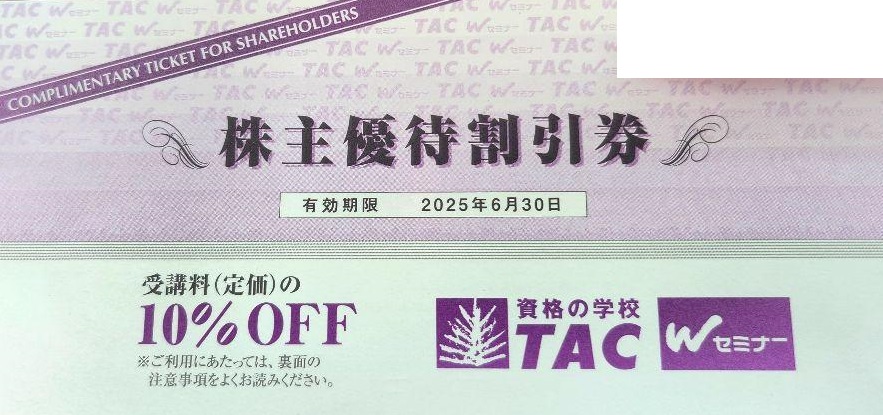 COMPLIMENTARY TICKET FOR SHAREHOLDERS
株主優待割引券
有効期限 2025年6月30日
受講料(定価)の
10%OFF
※ご利用にあたっては、裏面の
注意事項をよくお読みください。
資格の学校
TAC
Wセミナー